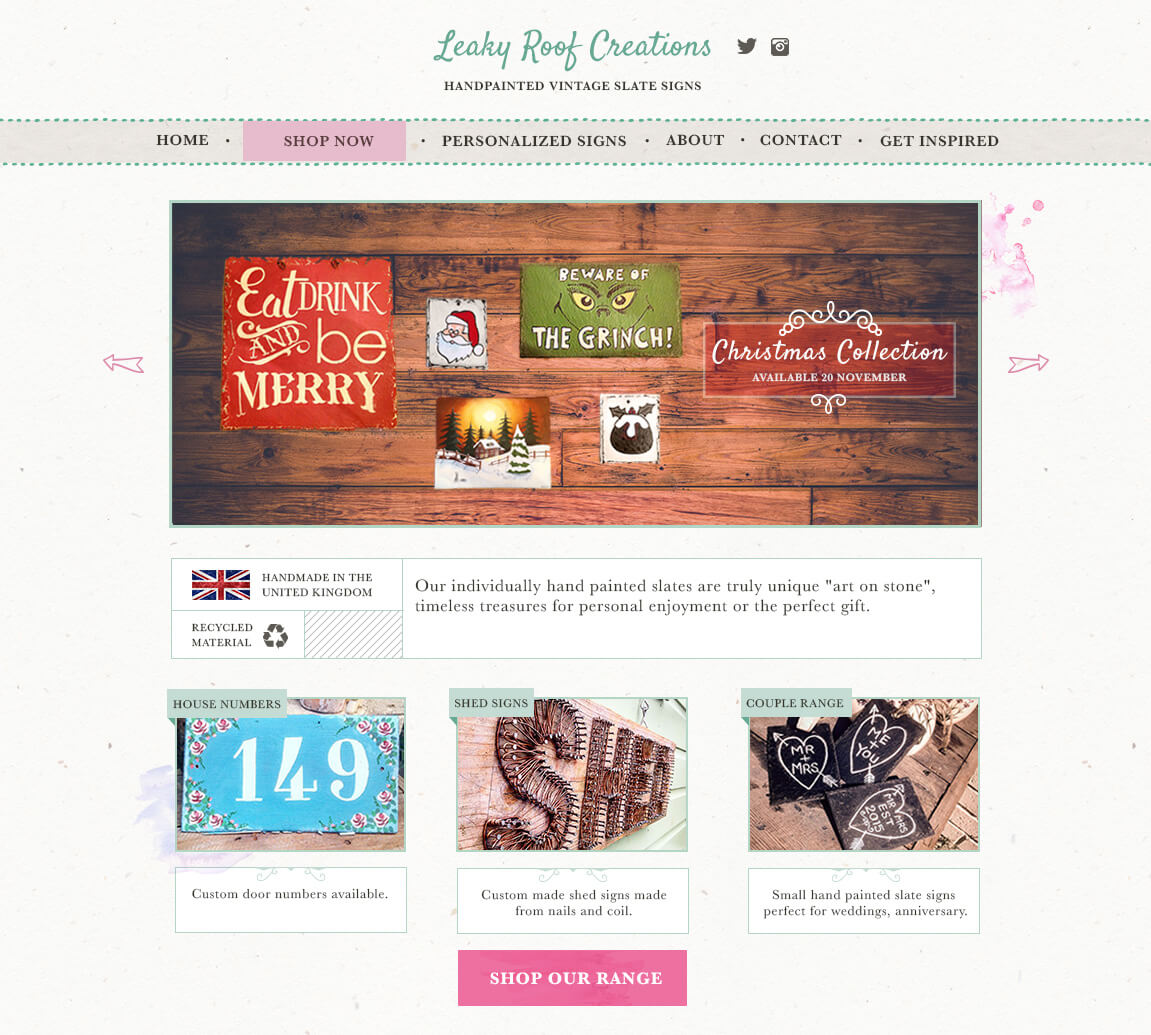 Leaky Roof Creations
HANDPAINTED VINTAGE SLATE SIGNS
HOME • SHOP NOW • PERSONALIZED SIGNS • ABOUT • CONTACT • GET INSPIRED
Eat DRINK
AND be
MERRY
BEWARE OF
THE GRINCH!
Christmas Collection
AVAILABLE 20 NOVEMBER
HANDMADE IN THE
UNITED KINGDOM
RECYCLED
MATERIAL
Our individually hand painted slates are truly unique "art on stone",
timeless treasures for personal enjoyment or the perfect gift.
HOUSE NUMBERS
149
Custom door numbers available.
SHED SIGNS
SHED
Custom made shed signs made
from nails and coil.
COUPLE RANGE
MR
+
MRS
ME
+
YOU
MR MRS
EST
2015
Small hand painted slate signs
perfect for weddings, anniversary.
SHOP OUR RANGE